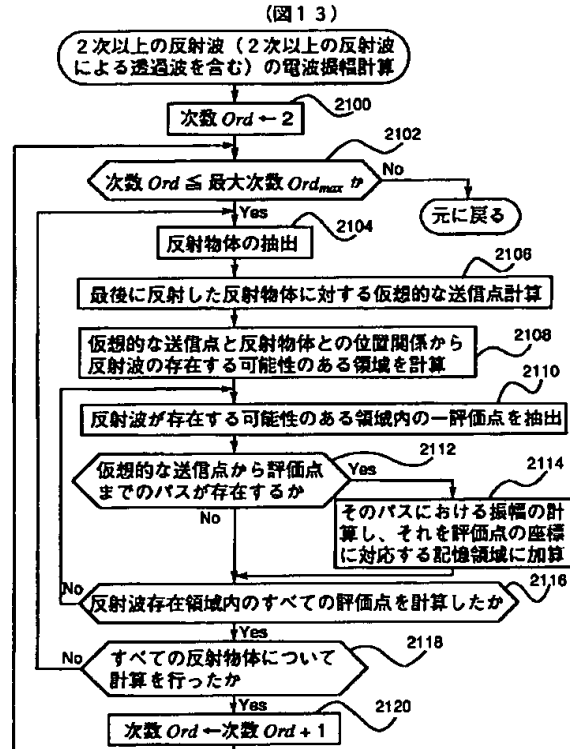 (図13)
2次以上の反射波(2次以上の反射波
による透過波を含む)の電波振幅計算
2100
次数 Ord ← 2
2102
次数 Ord ≦ 最大次数 Ordmax か
No
Yes
元に戻る
2104
反射物体の抽出
2106
最後に反射した反射物体に対する仮想的な送信点計算
仮想的な送信点と反射物体との位置関係から
反射波の存在する可能性のある領域を計算
2108
2110
反射波が存在する可能性のある領域内の一評価点を抽出
2112
仮想的な送信点から評価点
までのパスが存在するか
Yes
2114
No
そのパスにおける振幅の計
算し、それを評価点の座標
に対応する記憶領域に加算
No
2116
反射波存在領域内のすべての評価点を計算したか
Yes
No
2118
すべての反射物体について
計算を行ったか
Yes
2120
次数 Ord ←次数 Ord + 1